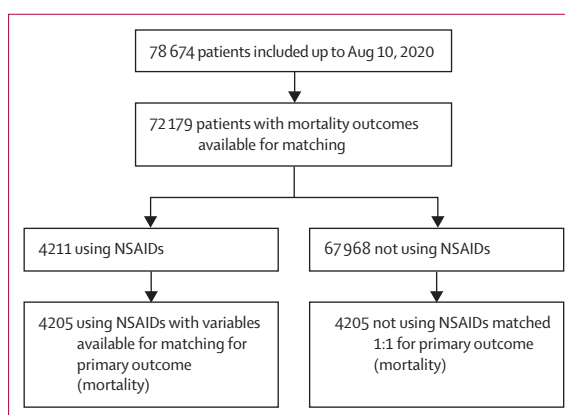 78 674 patients included up to Aug 10, 2020
72 179 patients with mortality outcomes
available for matching
4211 using NSAIDs
67 968 not using NSAIDs
4205 using NSAIDs with variables
available for matching for
primary outcome
(mortality)
4205 not using NSAIDs matched
1:1 for primary outcome
(mortality)